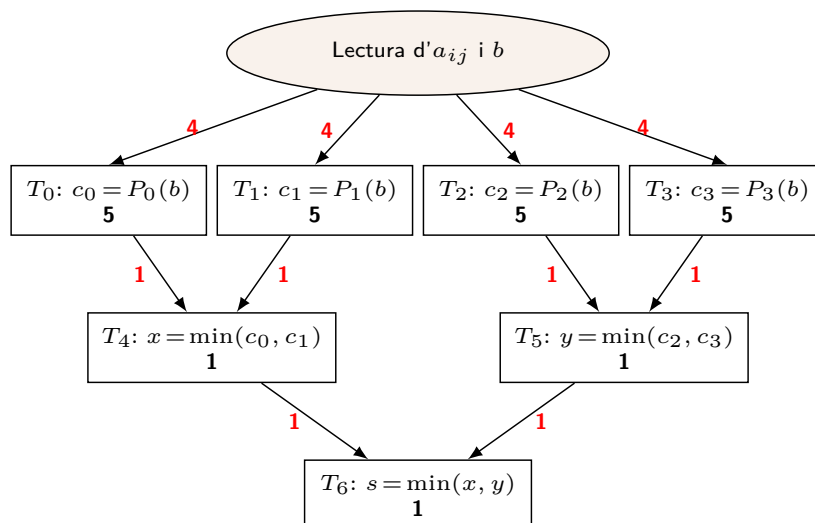 Lectura d'a_{ij} i b
4 4 4 4
T_0: c_0 = P_0(b)
5
T_1: c_1 = P_1(b)
5
T_2: c_2 = P_2(b)
5
T_3: c_3 = P_3(b)
5
1 1 1 1
T_4: x = min(c_0, c_1)
1
T_5: y = min(c_2, c_3)
1
1 1
T_6: s = min(x, y)
1